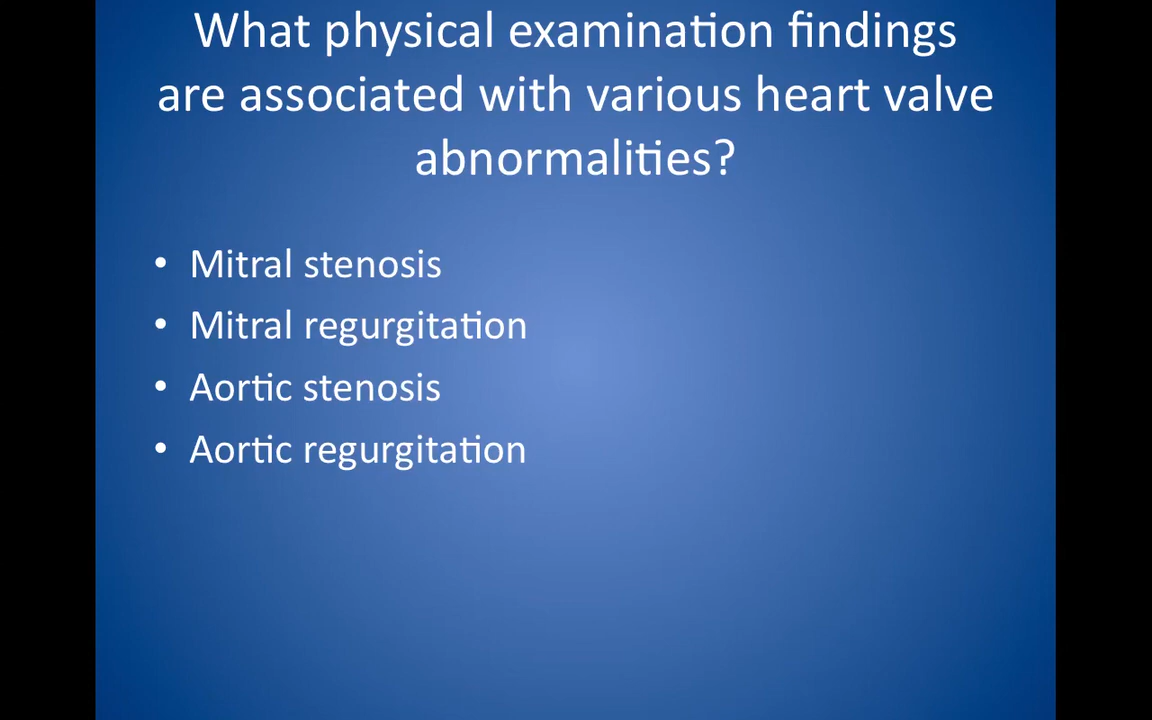 What physical examination findings
are associated with various heart valve
abnormalities?
• Mitral stenosis
• Mitral regurgitation
• Aortic stenosis
• Aortic regurgitation